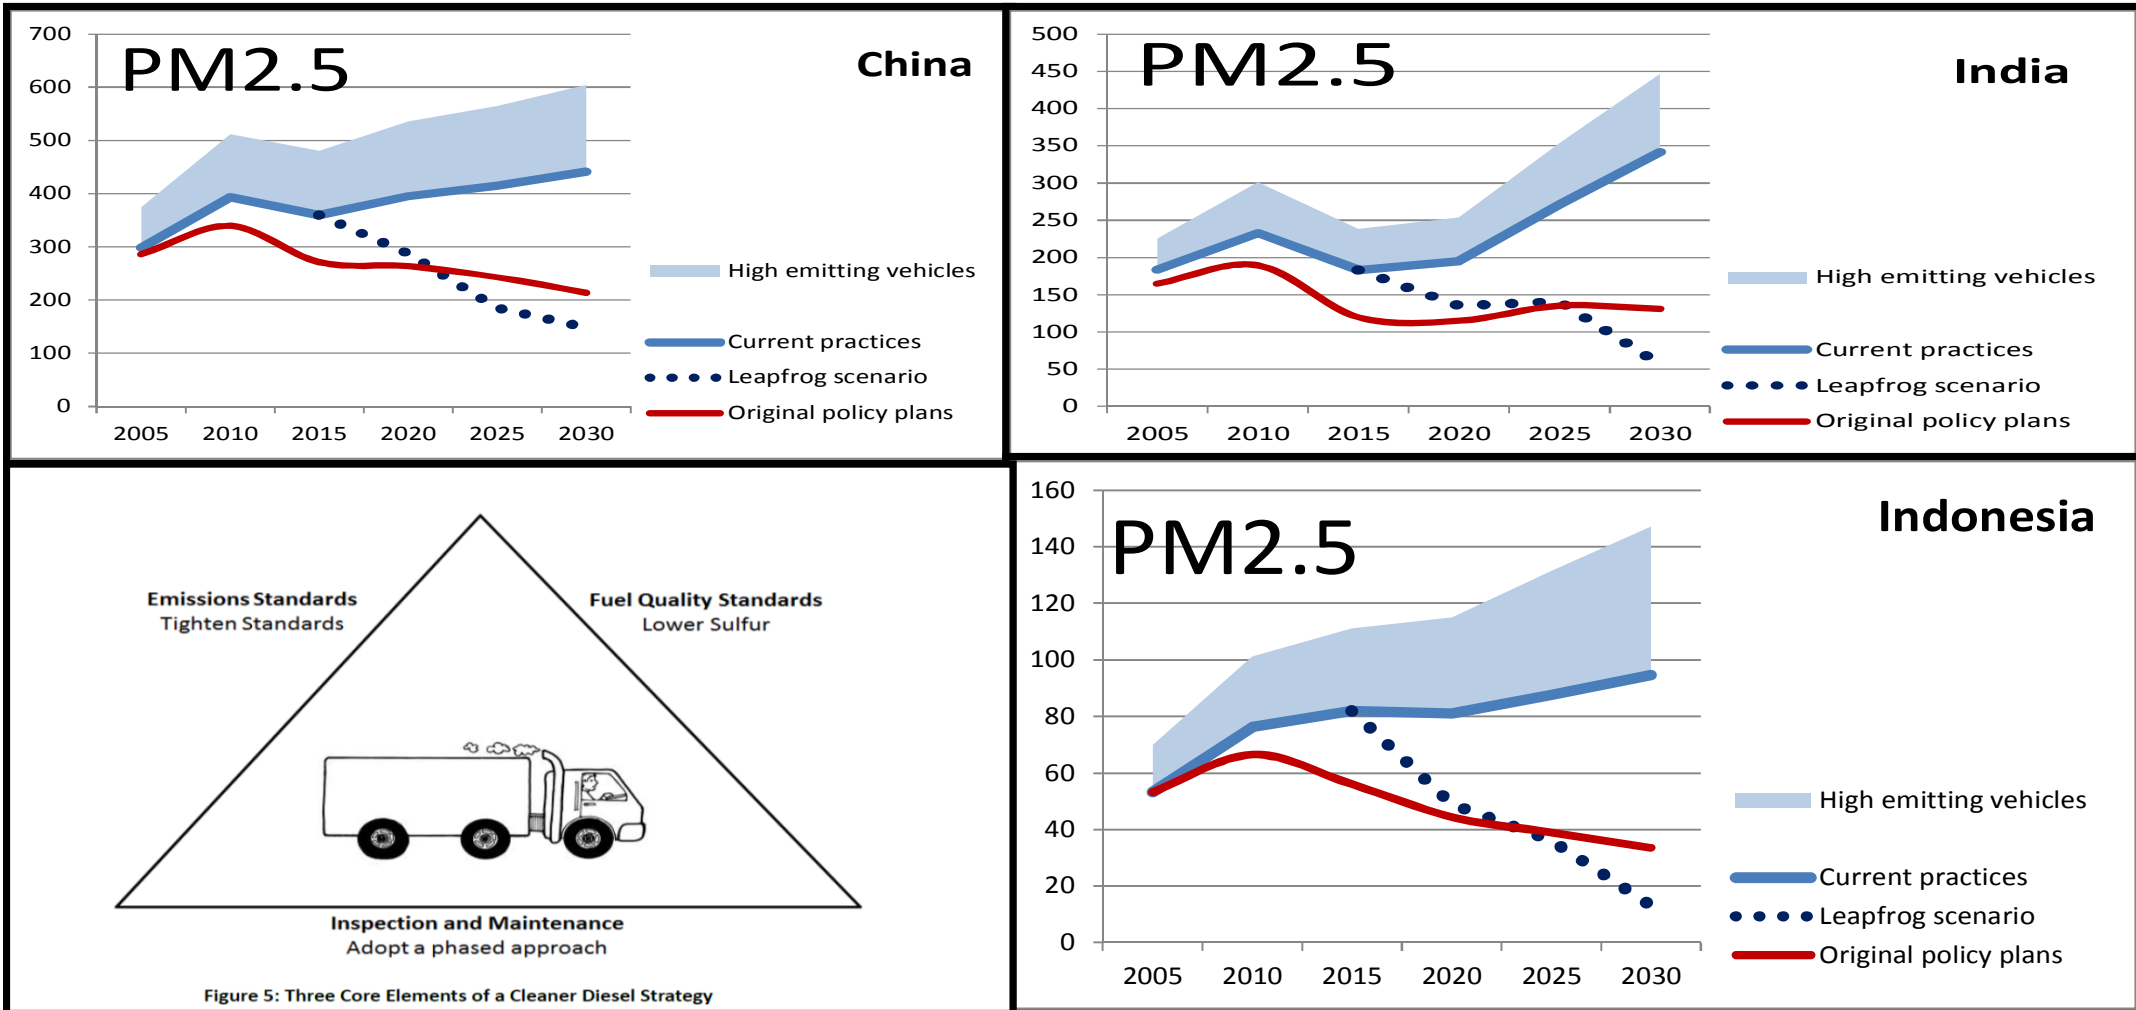 PM2.5
China
700
600
500
400
300
200
100
0
2005 2010 2015 2020 2025 2030
High emitting vehicles
Current practices
Leapfrog scenario
Original policy plans
PM2.5
India
500
450
400
350
300
250
200
150
100
50
0
2005 2010 2015 2020 2025 2030
High emitting vehicles
Current practices
Leapfrog scenario
Original policy plans
Emissions Standards
Tighten Standards
Fuel Quality Standards
Lower Sulfur
Inspection and Maintenance
Adopt a phased approach
Figure 5: Three Core Elements of a Cleaner Diesel Strategy
PM2.5
Indonesia
160
140
120
100
80
60
40
20
0
2005 2010 2015 2020 2025 2030
High emitting vehicles
Current practices
Leapfrog scenario
Original policy plans